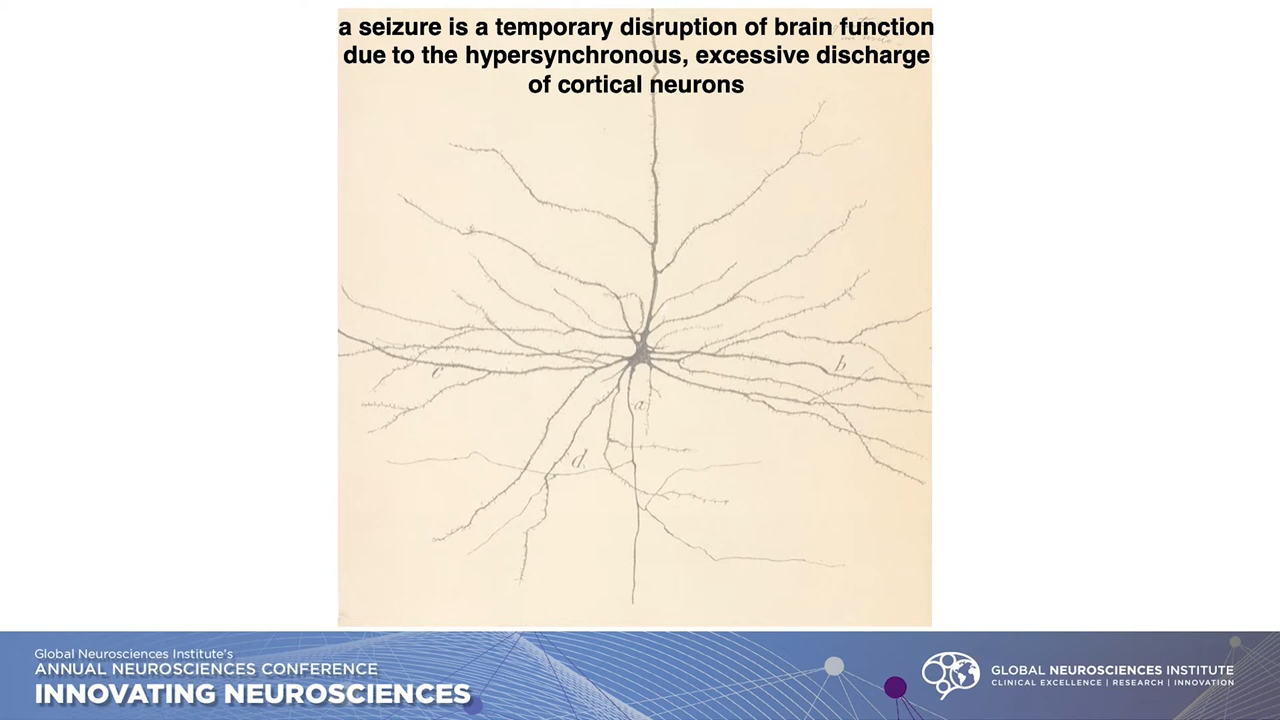 a seizure is a temporary disruption of brain function
due to the hypersynchronous, excessive discharge
of cortical neurons
b
c
a
d
Global Neurosciences Institute's
ANNUAL NEUROSCIENCES CONFERENCE
INNOVATING NEUROSCIENCES
GLOBAL NEUROSCIENCES INSTITUTE
CLINICAL EXCELLENCE | RESEARCH | INNOVATION